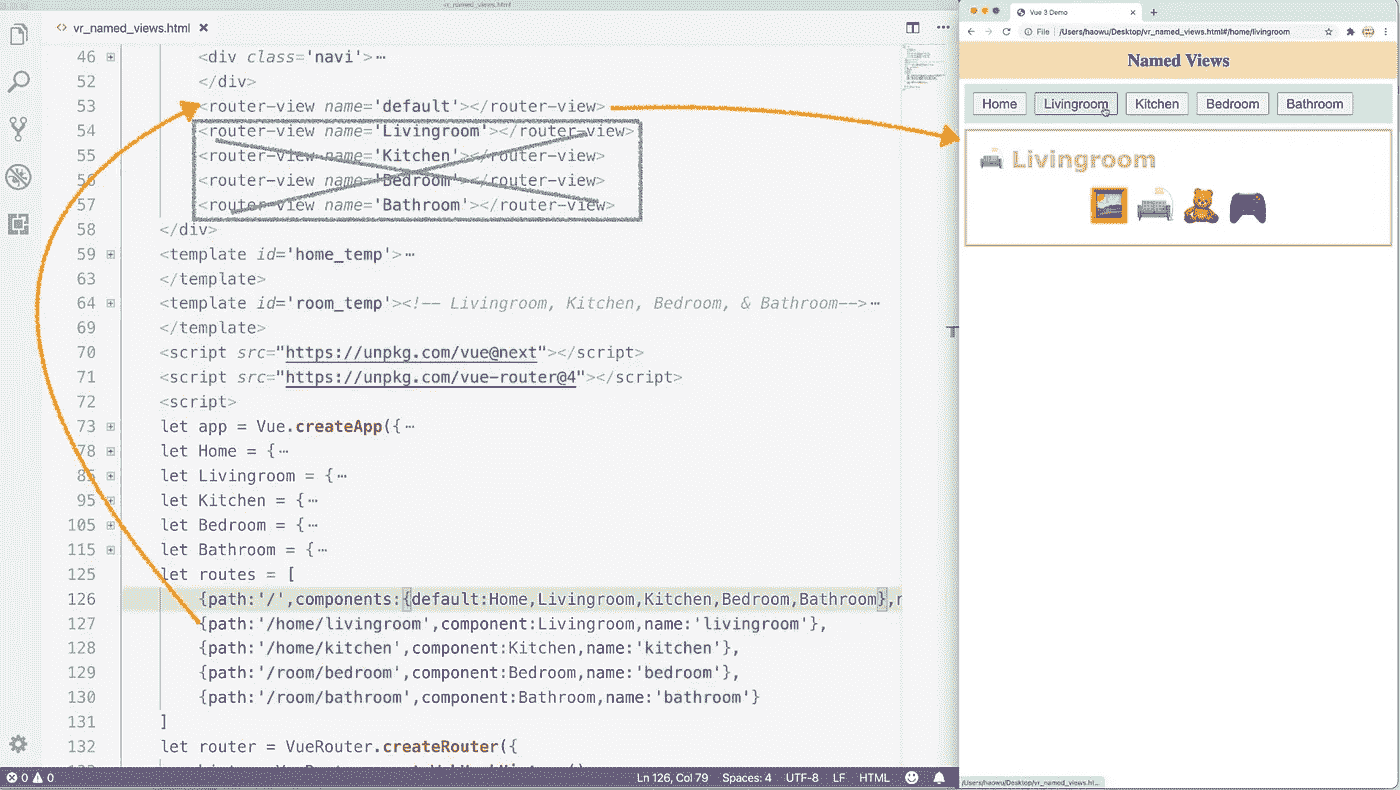 vr_named_views.html
vr_named_views.html
46 <div class='navi'>⋯
52 </div>
53 <router-view name='default'></router-view>
54 <router-view name='Livingroom'></router-view>
55 <router-view name='Kitchen'></router-view>
56 <router-view name='Bedroom'></router-view>
57 <router-view name='Bathroom'></router-view>
58 </div>
59 <template id='home_temp'>⋯
63 </template>
64 <template id='room_temp'><!-- Livingroom, Kitchen, Bedroom, & Bathroom-->⋯
69 </template>
70 <script src="https://unpkg.com/vue@next"></script>
71 <script src="https://unpkg.com/vue-router@4"></script>
72 <script>
73 let app = Vue.createApp({⋯
78 let Home = {⋯
85 let Livingroom = {⋯
95 let Kitchen = {⋯
105 let Bedroom = {⋯
115 let Bathroom = {⋯
125 let routes = [
126 {path:'/',components:{default:Home,Livingroom,Kitchen,Bedroom,Bathroom},n
127 {path:'/home/livingroom',component:Livingroom,name:'livingroom'},
128 {path:'/home/kitchen',component:Kitchen,name:'kitchen'},
129 {path:'/room/bedroom',component:Bedroom,name:'bedroom'},
130 {path:'/room/bathroom',component:Bathroom,name:'bathroom'}
131 ]
132 let router = VueRouter.createRouter({
0 0 Ln 126, Col 79 Spaces: 4 UTF-8 LF HTML
Vue 3 Demo
File /Users/haowu/Desktop/vr_named_views.html#/home/livingroom
Named Views
Home Livingroom Kitchen Bedroom Bathroom
Livingroom
/Users/haowu/Desktop/vr_named_views.ht...